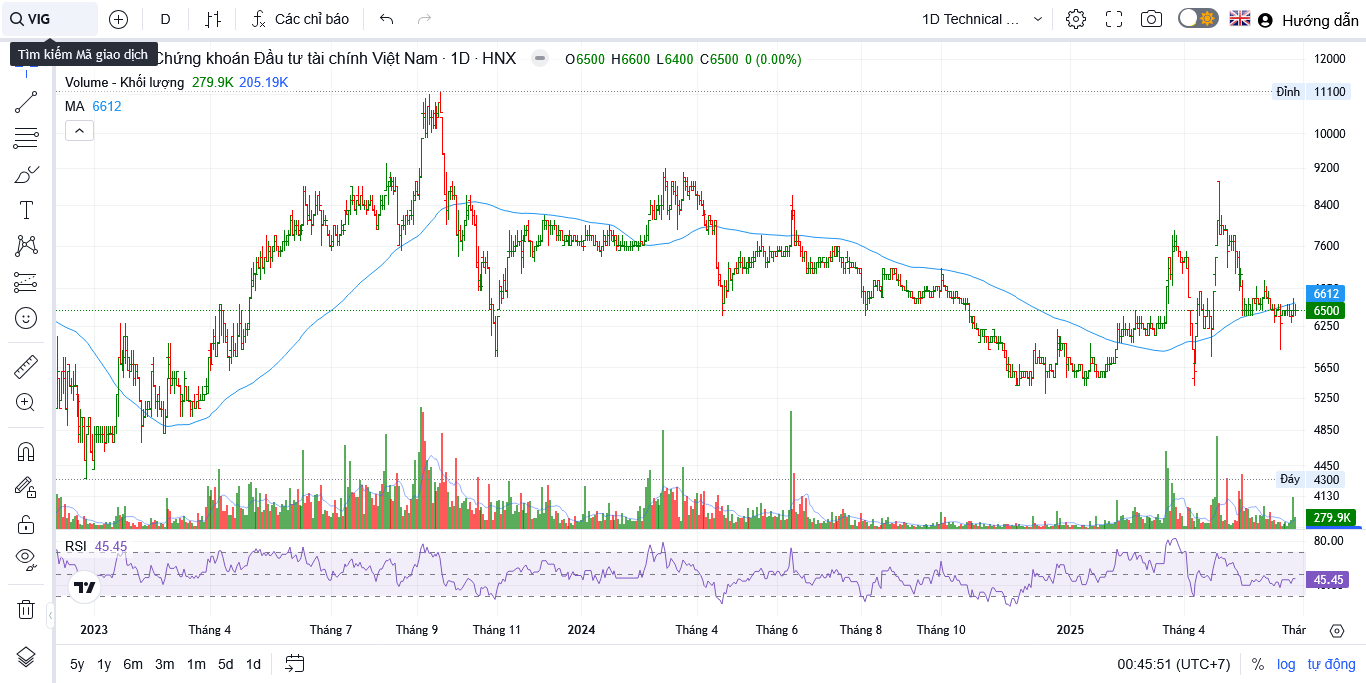 VIG
D
Các chỉ báo
1D Technical ...
Hướng dẫn
Tìm kiếm Mã giao dịch
Chứng khoán Đầu tư tài chính Việt Nam · 1D · HNX
O6500 H6600 L6400 C6500 0 (0.00%)
Volume - Khối lượng 279.9K 205.19K
MA 6612
12000
Đỉnh 11100
10000
9200
8400
7600
6612
6500
6250
5650
5250
4850
4450
Đáy 4300
4130
279.9K
RSI 45.45
80.00
45.45
2023
Tháng 4
Tháng 7
Tháng 9
Tháng 11
2024
Tháng 4
Tháng 6
Tháng 8
Tháng 10
2025
Tháng 4
Thár
5y 1y 6m 3m 1m 5d 1d
00:45:51 (UTC+7)
% log tự động